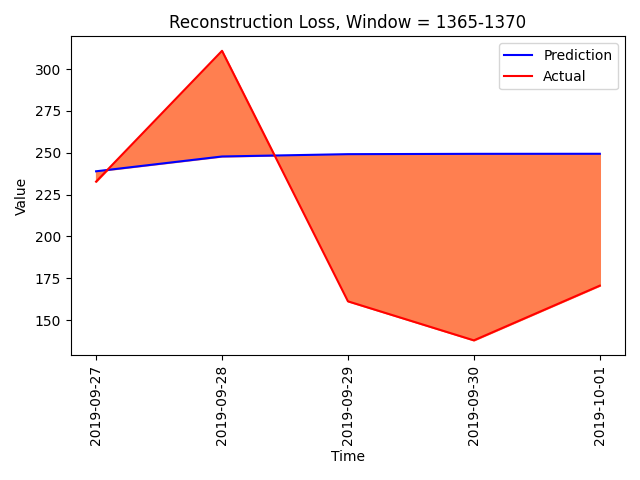 Reconstruction Loss, Window = 1365-1370
Prediction
Actual
Value
300
275
250
225
200
175
150
2019-09-27
2019-09-28
2019-09-29
2019-09-30
2019-10-01
Time